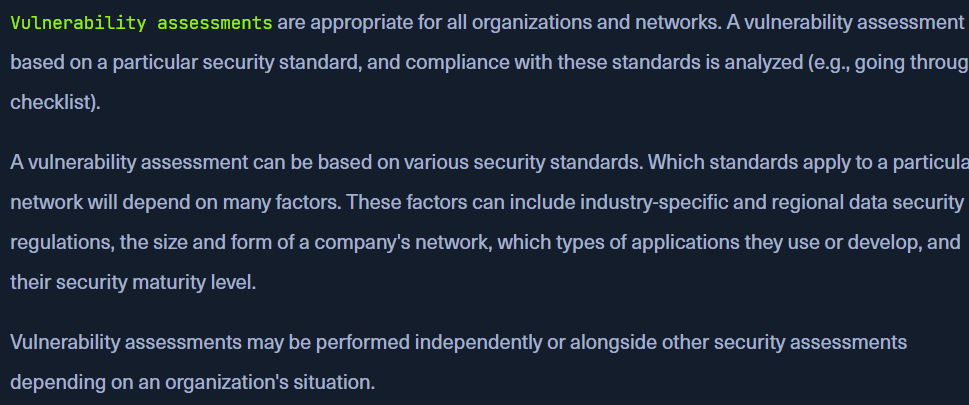 Vulnerability assessments are appropriate for all organizations and networks. A vulnerability assessment
based on a particular security standard, and compliance with these standards is analyzed (e.g., going
checklist).
A vulnerability assessment can be based on various security standards. Which standards apply to a
network will depend on many factors. These factors can include industry-specific and regional data security
regulations, the size and form of a company's network, which types of applications they use or develop, and
their security maturity level.
Vulnerability assessments may be performed independently or alongside other security assessments
depending on an organization's situation.